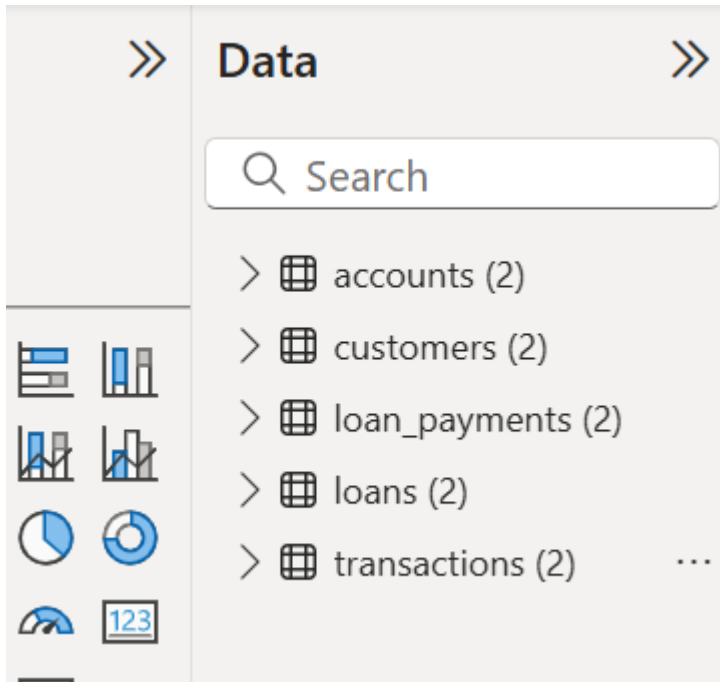 Data
Search
accounts (2)
customers (2)
loan_payments (2)
loans (2)
transactions (2)
123